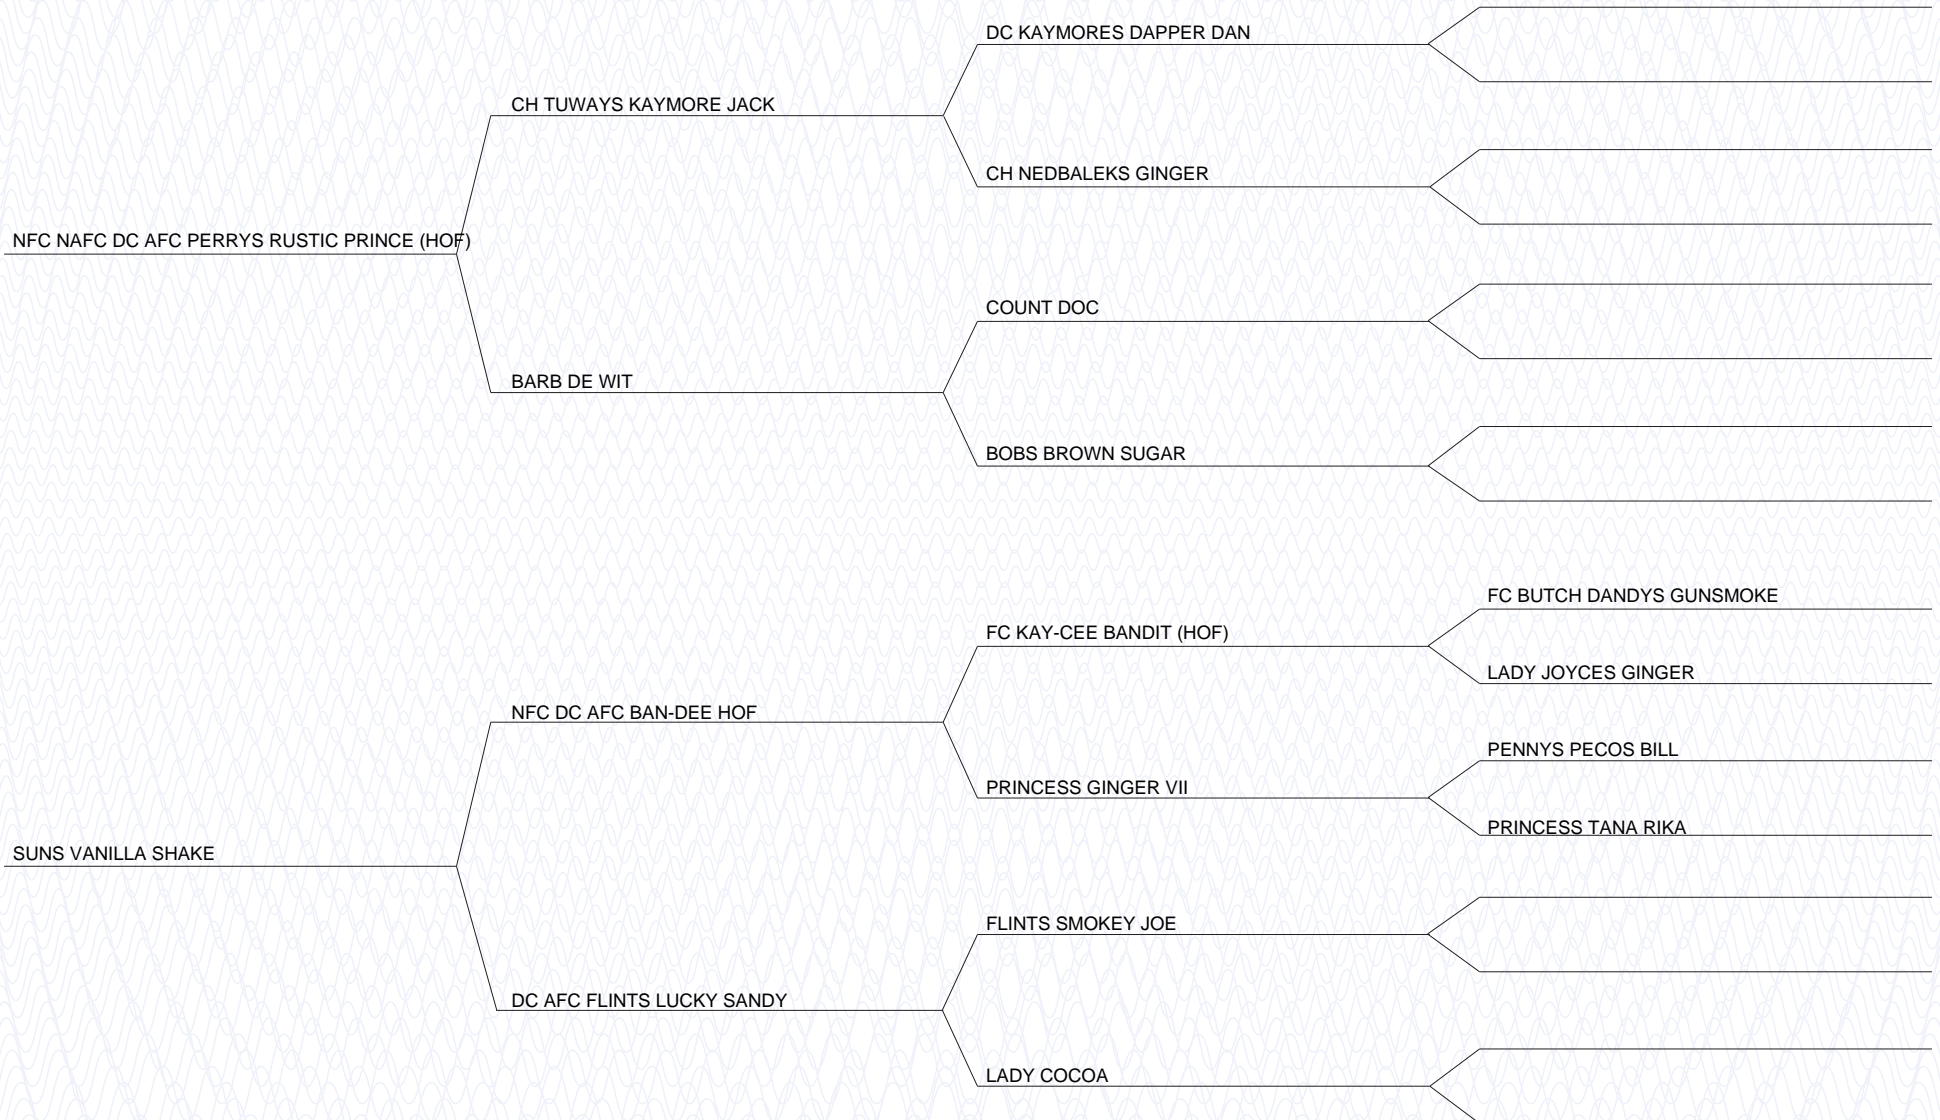 DC KAYMORES DAPPER DAN
CH TUWAYS KAYMORE JACK
CH NEDBALEKS GINGER
NFC NAFC DC AFC PERRYS RUSTIC PRINCE (HOF)
COUNT DOC
BARB DE WIT
BOBS BROWN SUGAR
FC BUTCH DANDYS GUNSMOKE
FC KAY-CEE BANDIT (HOF)
LADY JOYCES GINGER
NFC DC AFC BAN-DEE HOF
PENNYS PECOS BILL
PRINCESS GINGER VII
PRINCESS TANA RIKA
SUNS VANILLA SHAKE
FLINTS SMOKEY JOE
DC AFC FLINTS LUCKY SANDY
LADY COCOA